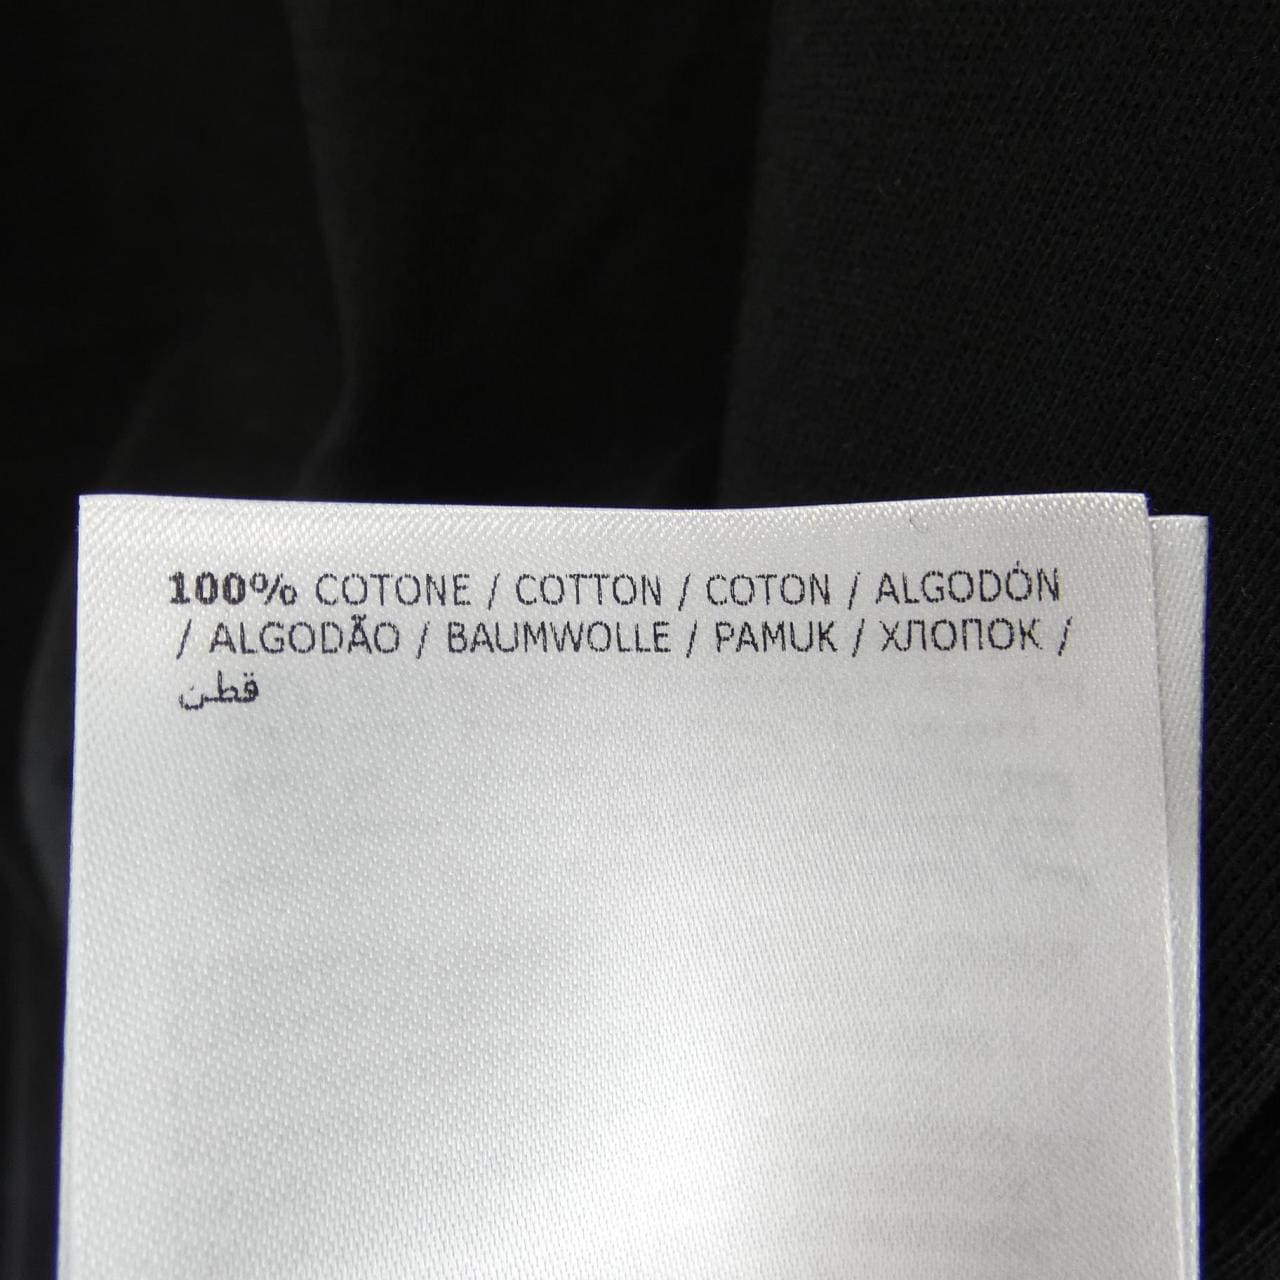 100% COTONE / COTTON / COTON / ALGODÓN
/ ALGODÃO / BAUMWOLLE / PAMUK / ХЛОПОК /
قطن